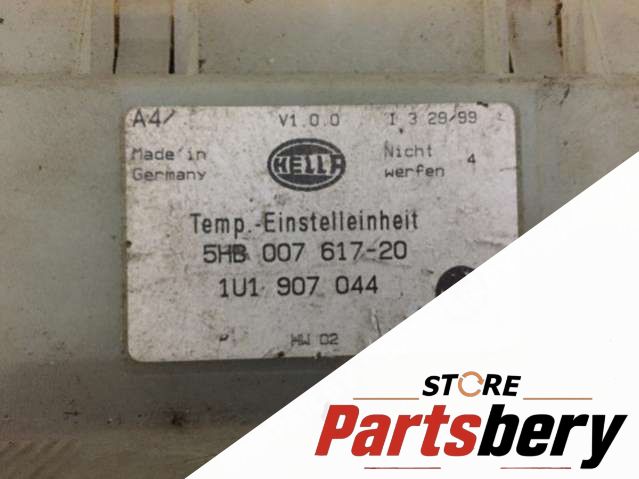 A4/ V1.0.0 I 3 29/99
Made in Germany HELLA Nicht werfen 4
Temp.-Einstelleinheit
5HB 007 617-20
1U1 907 044
HW 02
STORE
Partsbery